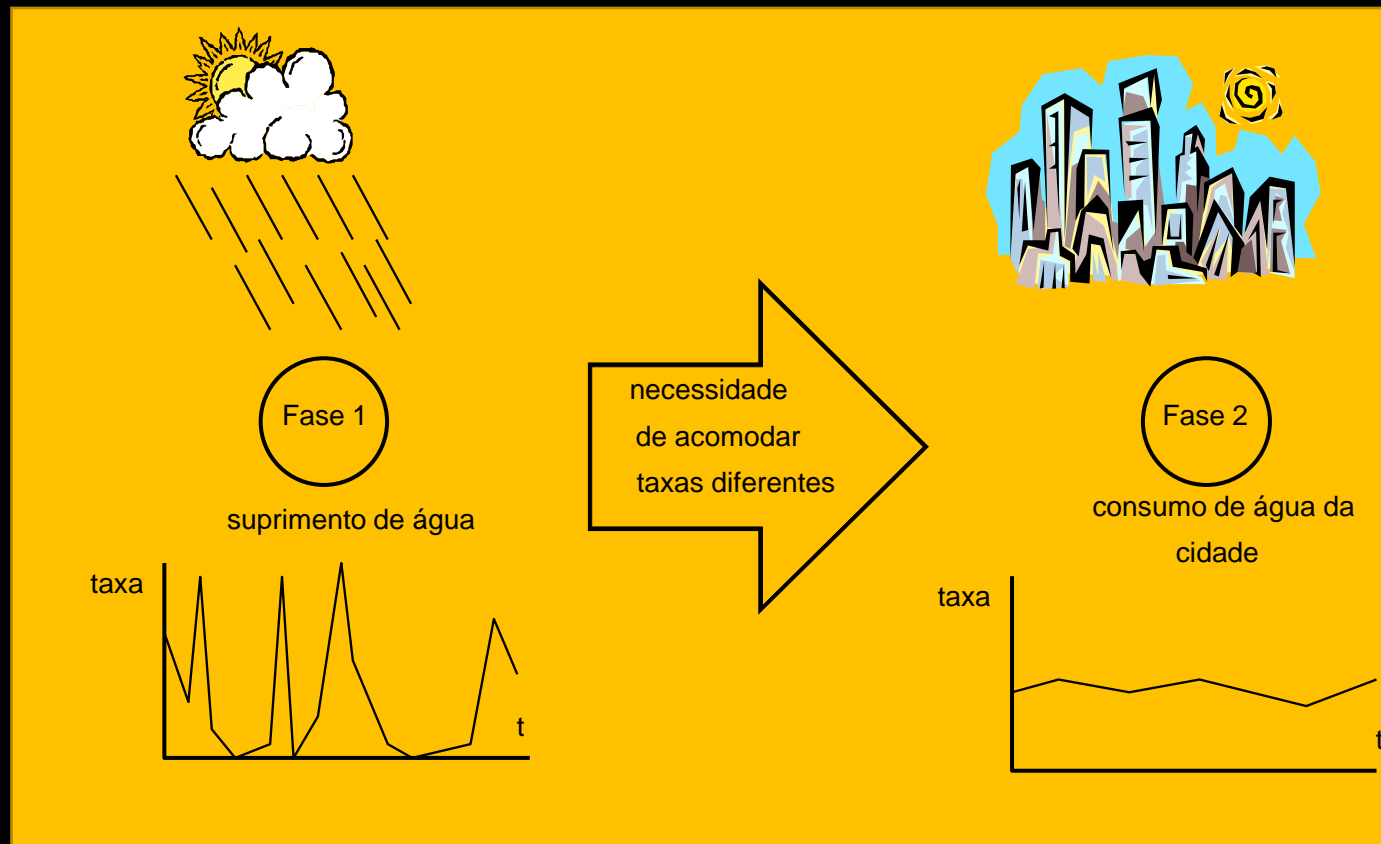 Fase 1
suprimento de água
taxa
t
necessidade
de acomodar
taxas diferentes
Fase 2
consumo de água da
cidade
taxa
t